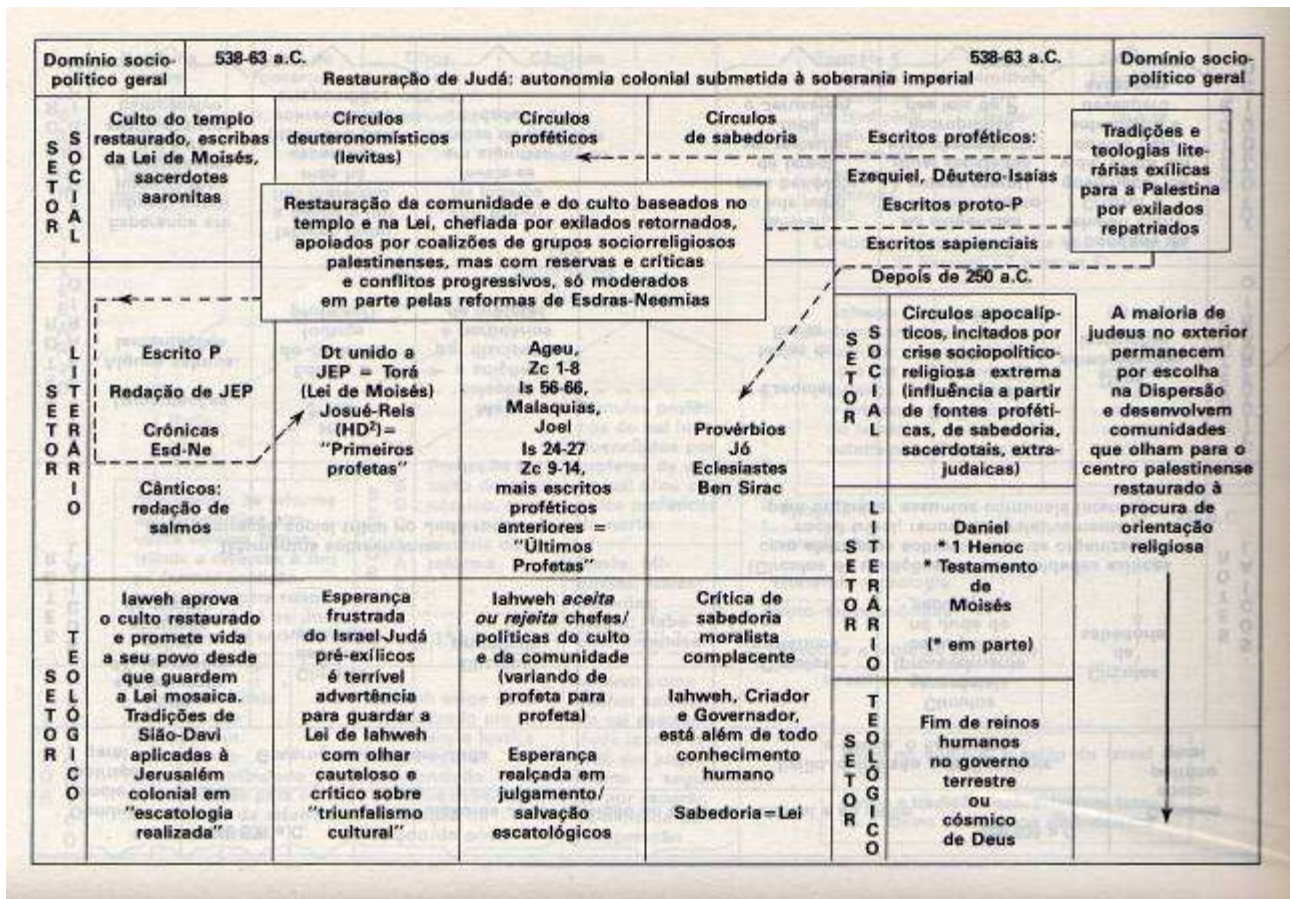 Domínio socio-
político geral
538-63 a.C.
Restauração de Judá: autonomia colonial submetida à soberania imperial
538-63 a.C.
Domínio socio-
político geral
SETOR
SOCIAL
Culto do templo
restaurado, escribas
da Lei de Moisés,
sacerdotes
aaronitas
Círculos
deuteronomísticos
(levitas)
Círculos
proféticos
Círculos
de sabedoria
Escritos proféticos:
Ezequiel, Dêutero-Isaías
Escritos proto-P
Escritos sapienciais
Depois de 250 a.C.
Tradições e
teologias lite-
rárias exílicas
para a Palestina
por exilados
repatriados
Restauração da comunidade e do culto baseados no
templo e na Lei, chefiada por exilados retornados,
apoiados por coalizões de grupos sociorreligiosos
palestinenses, mas com reservas e críticas
e conflitos progressivos, só moderados
em parte pelas reformas de Esdras-Neemias
SETOR
LITERÁRIO
Escrito P
Redação de JEP
Crônicas
Esd-Ne
Cânticos:
redação de
salmos
Dt unido a
JEP = Torá
(Lei de Moisés)
Josué-Reis
(HD²)=
"Primeiros
profetas"
Ageu,
Zc 1-8
Is 56-66,
Malaquias,
Joel
Is 24-27
Zc 9-14,
mais escritos
proféticos
anteriores =
"Últimos
Profetas"
Provérbios
Jó
Eclesiastes
Ben Sirac
SETOR
SOCIAL
Círculos apocalíp-
ticos, incitados por
crise sociopolítico-
religiosa extrema
(influência a partir
de fontes proféti-
cas, de sabedoria,
sacerdotais, extra-
judaicas)
A maioria de
judeus no exterior
permanecem
por escolha
na Dispersão
e desenvolvem
comunidades
que olham para o
centro palestinense
restaurado à
procura de
orientação
religiosa
SETOR
LITERÁRIO
Daniel
* 1 Henoc
* Testamento
de
Moisés
(* em parte)
SETOR
TEOLÓGICO
Iaweh aprova
o culto restaurado
e promete vida
a seu povo desde
que guardem
a Lei mosaica.
Tradições de
Sião-Davi
aplicadas à
Jerusalém
colonial em
"escatologia
realizada"
Esperança
frustrada
do Israel-Judá
pré-exílicos
é terrível
advertência
para guardar a
Lei de Iahweh
com olhar
cauteloso e
crítico sobre
"triunfalismo
cultural"
Iahweh aceita
ou rejeita chefes/
políticas do culto
e da comunidade
(variando de
profeta para
profeta)
Esperança
realçada em
julgamento/
salvação
escatológicos
Crítica de
sabedoria
moralista
complacente
Iahweh, Criador
e Governador,
está além de todo
conhecimento
humano
Sabedoria=Lei
SETOR
TEOLÓGICO
Fim de reinos
humanos
no governo
terrestre
ou
cósmico
de Deus